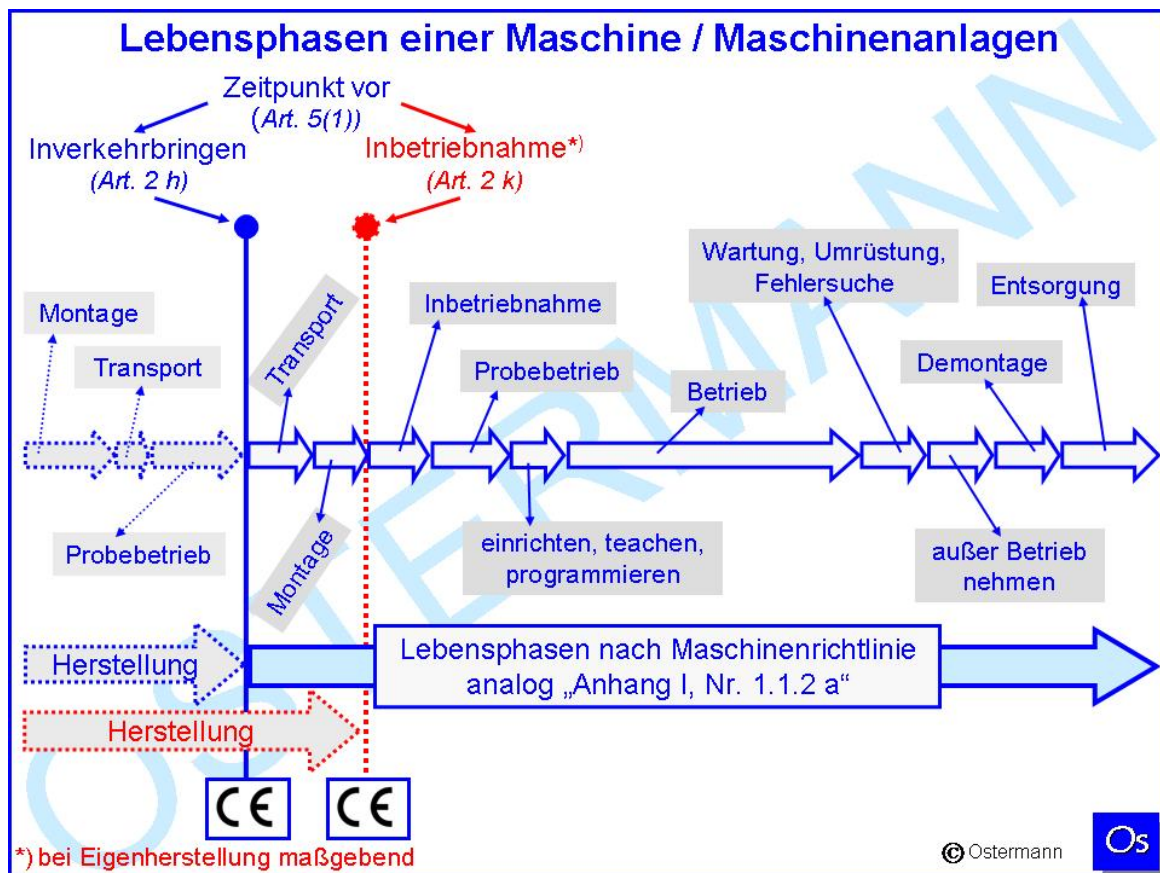 Lebensphasen einer Maschine / Maschinenanlagen
Zeitpunkt vor
(Art. 5(1))
Inverkehrbringen
(Art. 2 h)
Inbetriebnahme*)
(Art. 2 k)
Montage
Transport
Probebetrieb
Transport
Montage
Inbetriebnahme
Probebetrieb
einrichten, teachen,
programmieren
Betrieb
Wartung, Umrüstung,
Fehlersuche
außer Betrieb
nehmen
Demontage
Entsorgung
Herstellung
Lebensphasen nach Maschinenrichtlinie
analog „Anhang I, Nr. 1.1.2 a“
Herstellung
CE
CE
*) bei Eigenherstellung maßgebend
© Ostermann
Os
OSTERMANN